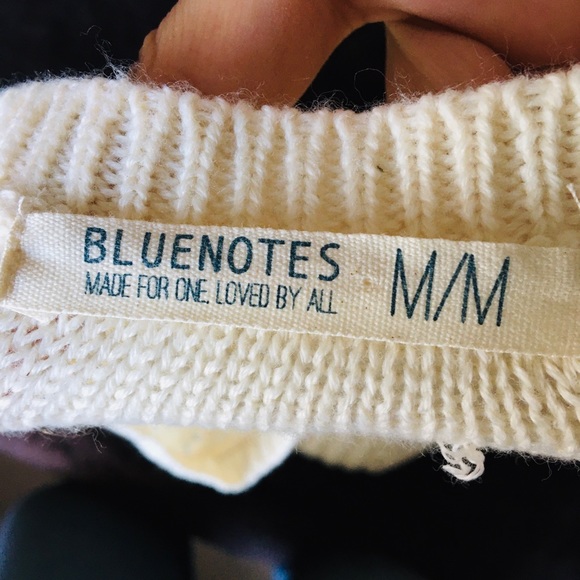 BLUENOTES
MADE FOR ONE. LOVED BY ALL
M/M